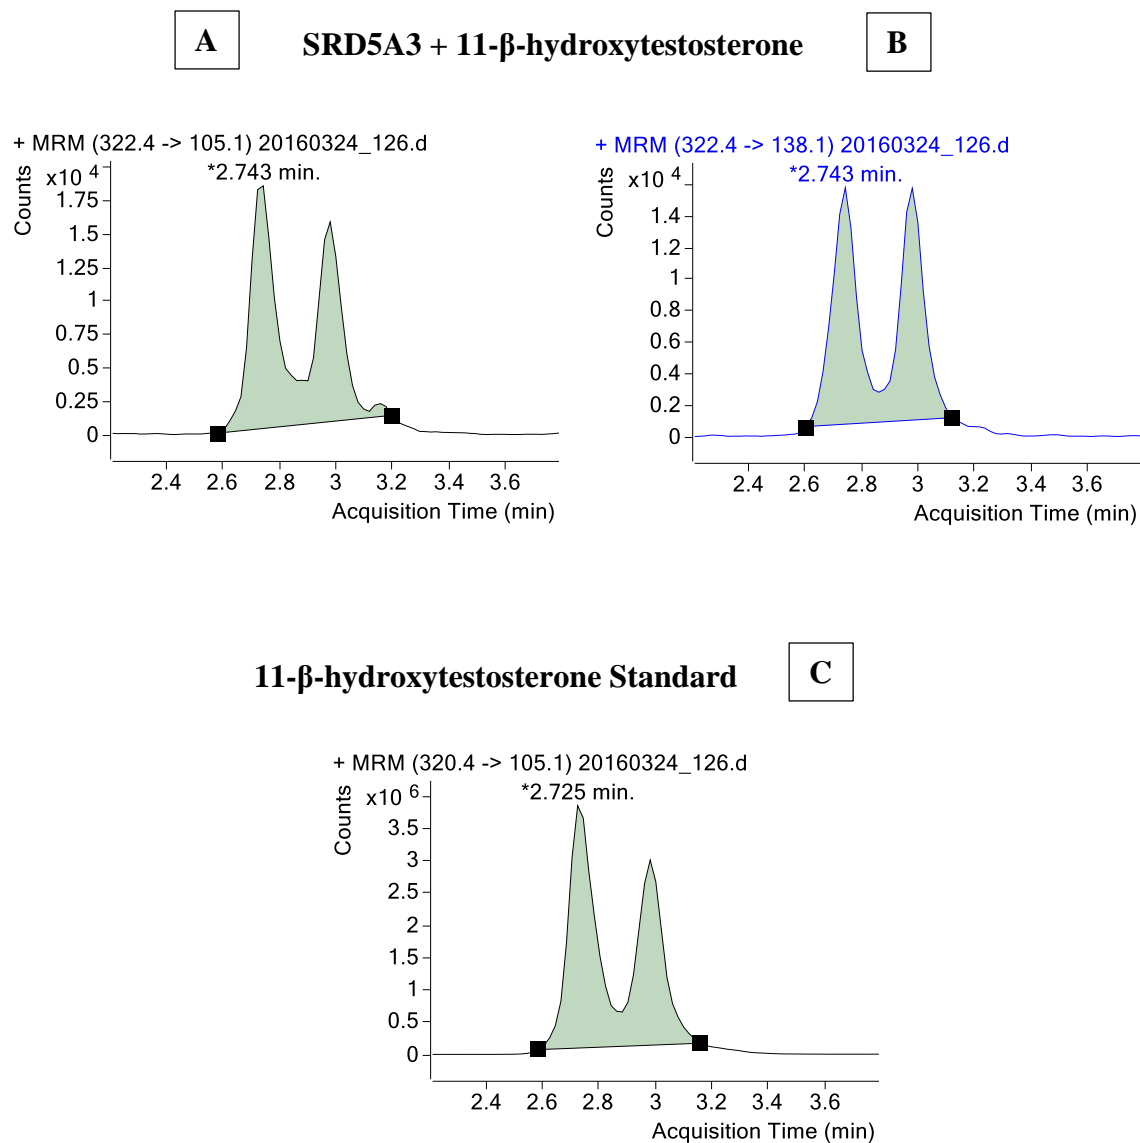 A
SRD5A3 + 11-β-hydroxytestosterone
B
+ MRM (322.4 -> 105.1) 20160324_126.d
*2.743 min.
Counts
x10 4
1.75
1.5
1.25
1
0.75
0.5
0.25
0
2.4 2.6 2.8 3 3.2 3.4 3.6
Acquisition Time (min)
+ MRM (322.4 -> 138.1) 20160324_126.d
*2.743 min.
Counts
x10 4
1.4
1.2
1
0.8
0.6
0.4
0.2
0
2.4 2.6 2.8 3 3.2 3.4 3.6
Acquisition Time (min)
11-β-hydroxytestosterone Standard
C
+ MRM (320.4 -> 105.1) 20160324_126.d
*2.725 min.
Counts
x10 6
3.5
3
2.5
2
1.5
1
0.5
0
2.4 2.6 2.8 3 3.2 3.4 3.6
Acquisition Time (min)